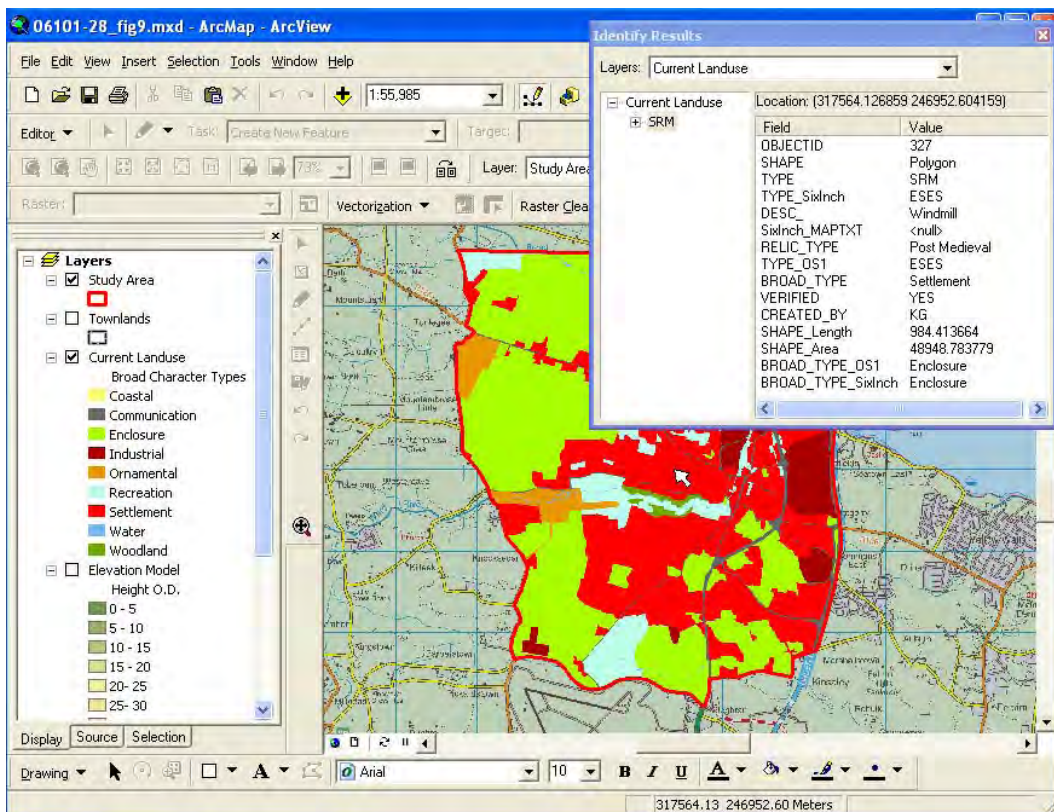 06101-28_fig9.mxd - ArcMap - ArcView
File Edit View Insert Selection Tools Window Help
1:55,985
Editor Task: Create New Feature Target:
73% Layer: Study Area
Raster: Vectorization Raster Clea
Layers
Study Area
Townlands
Current Landuse
Broad Character Types
Coastal
Communication
Enclosure
Industrial
Ornamental
Recreation
Settlement
Water
Woodland
Elevation Model
Height O.D.
0 - 5
5 - 10
10 - 15
15 - 20
20- 25
25- 30
Display Source Selection
Identify Results
Layers: Current Landuse
Current Landuse
SRM
Location: (317564.126859 246952.604159)
Field Value
OBJECTID 327
SHAPE Polygon
TYPE SRM
TYPE_SixInch ESES
DESC_ Windmill
SixInch_MAPTXT <null>
RELIC_TYPE Post Medieval
TYPE_OS1 ESES
BROAD_TYPE Settlement
VERIFIED YES
CREATED_BY KG
SHAPE_Length 984.413664
SHAPE_Area 48948.783779
BROAD_TYPE_OS1 Enclosure
BROAD_TYPE_SixInch Enclosure
Kinsaley
Drawing A Arial 10 B I U A
317564.13 246952.60 Meters